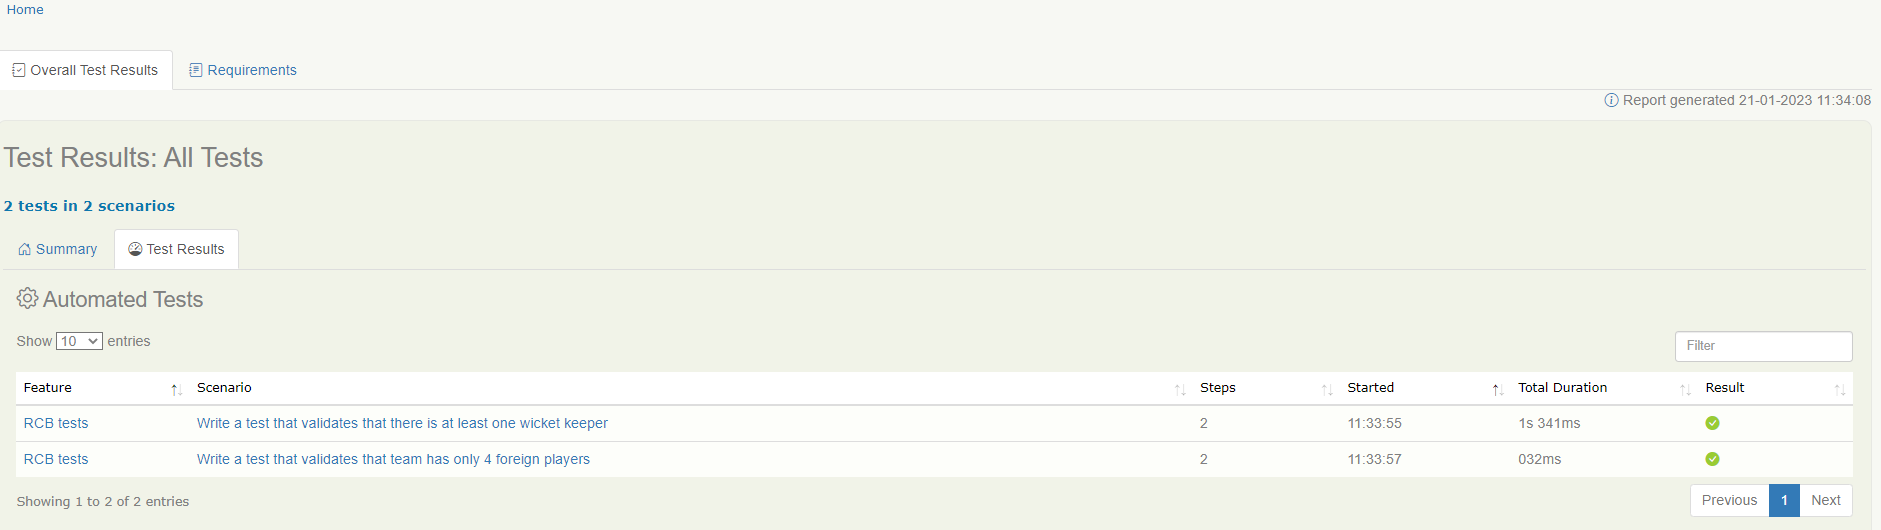 Home
Overall Test Results Requirements
Report generated 21-01-2023 11:34:08
Test Results: All Tests
2 tests in 2 scenarios
Summary Test Results
Automated Tests
Show 10 entries
Filter
Feature Scenario Steps Started Total Duration Result
RCB tests Write a test that validates that there is at least one wicket keeper 2 11:33:55 1s 341ms
RCB tests Write a test that validates that team has only 4 foreign players 2 11:33:57 032ms
Showing 1 to 2 of 2 entries
Previous 1 Next